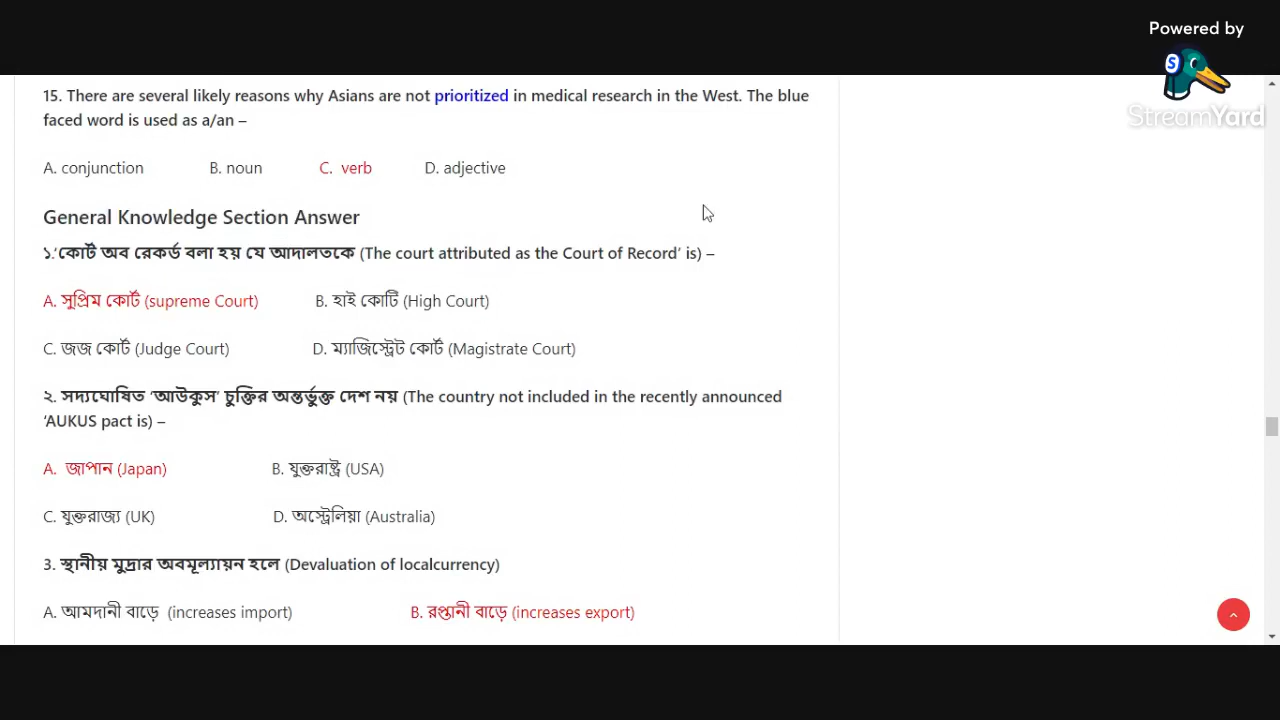 Powered by
S
StreamYard
15. There are several likely reasons why Asians are not prioritized in medical research in the West. The blue
faced word is used as a/an –
A. conjunction B. noun C. verb D. adjective
General Knowledge Section Answer
১.‘কোর্ট অব রেকর্ড বলা হয় যে আদালতকে (The court attributed as the Court of Record’ is) –
A. সুপ্রিম কোর্ট (supreme Court) B. হাই কোটি (High Court)
C. জজ কোর্ট (Judge Court) D. ম্যাজিস্ট্রেট কোর্ট (Magistrate Court)
২. সদ্যঘোষিত ‘আউকুস’ চুক্তির অন্তর্ভুক্ত দেশ নয় (The country not included in the recently announced
‘AUKUS pact is) –
A. জাপান (Japan) B. যুক্তরাষ্ট্র (USA)
C. যুক্তরাজ্য (UK) D. অস্ট্রেলিয়া (Australia)
3. স্থানীয় মুদ্রার অবমূল্যায়ন হলে (Devaluation of localcurrency)
A. আমদানী বাড়ে (increases import) B. রপ্তানী বাড়ে (increases export)